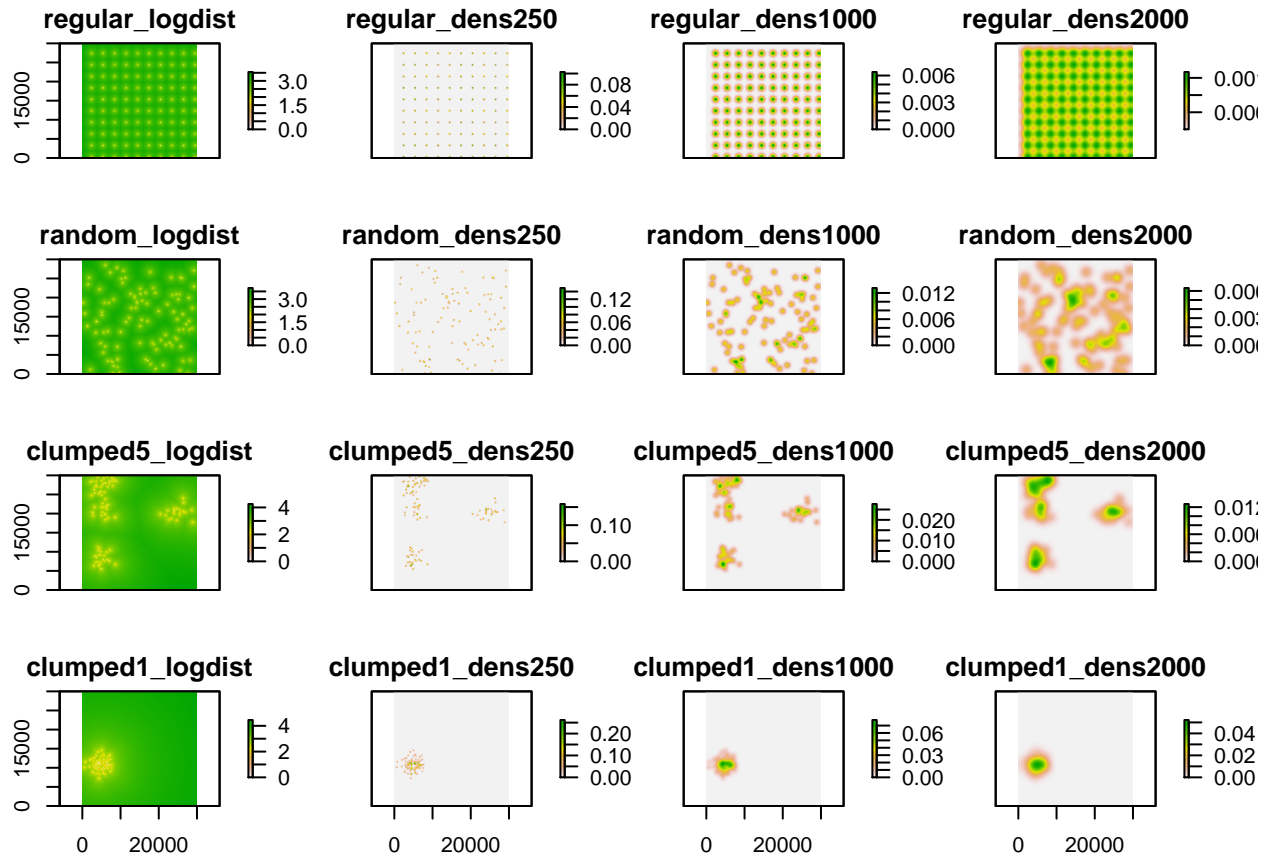 regular_logdist
regular_dens250
regular_dens1000
regular_dens2000
0 15000
3.0
1.5
0.0
0.08
0.04
0.00
0.006
0.003
0.000
random_logdist
random_dens250
random_dens1000
random_dens2000
0 15000
3.0
1.5
0.0
0.12
0.06
0.00
0.012
0.006
0.000
clumped5_logdist
clumped5_dens250
clumped5_dens1000
clumped5_dens2000
0 15000
4
2
0
0.10
0.00
0.020
0.010
0.000
clumped1_logdist
clumped1_dens250
clumped1_dens1000
clumped1_dens2000
0 15000
4
2
0
0.20
0.10
0.00
0.06
0.03
0.00
0.04
0.02
0.00
0 20000
0 20000
0 20000
0 20000